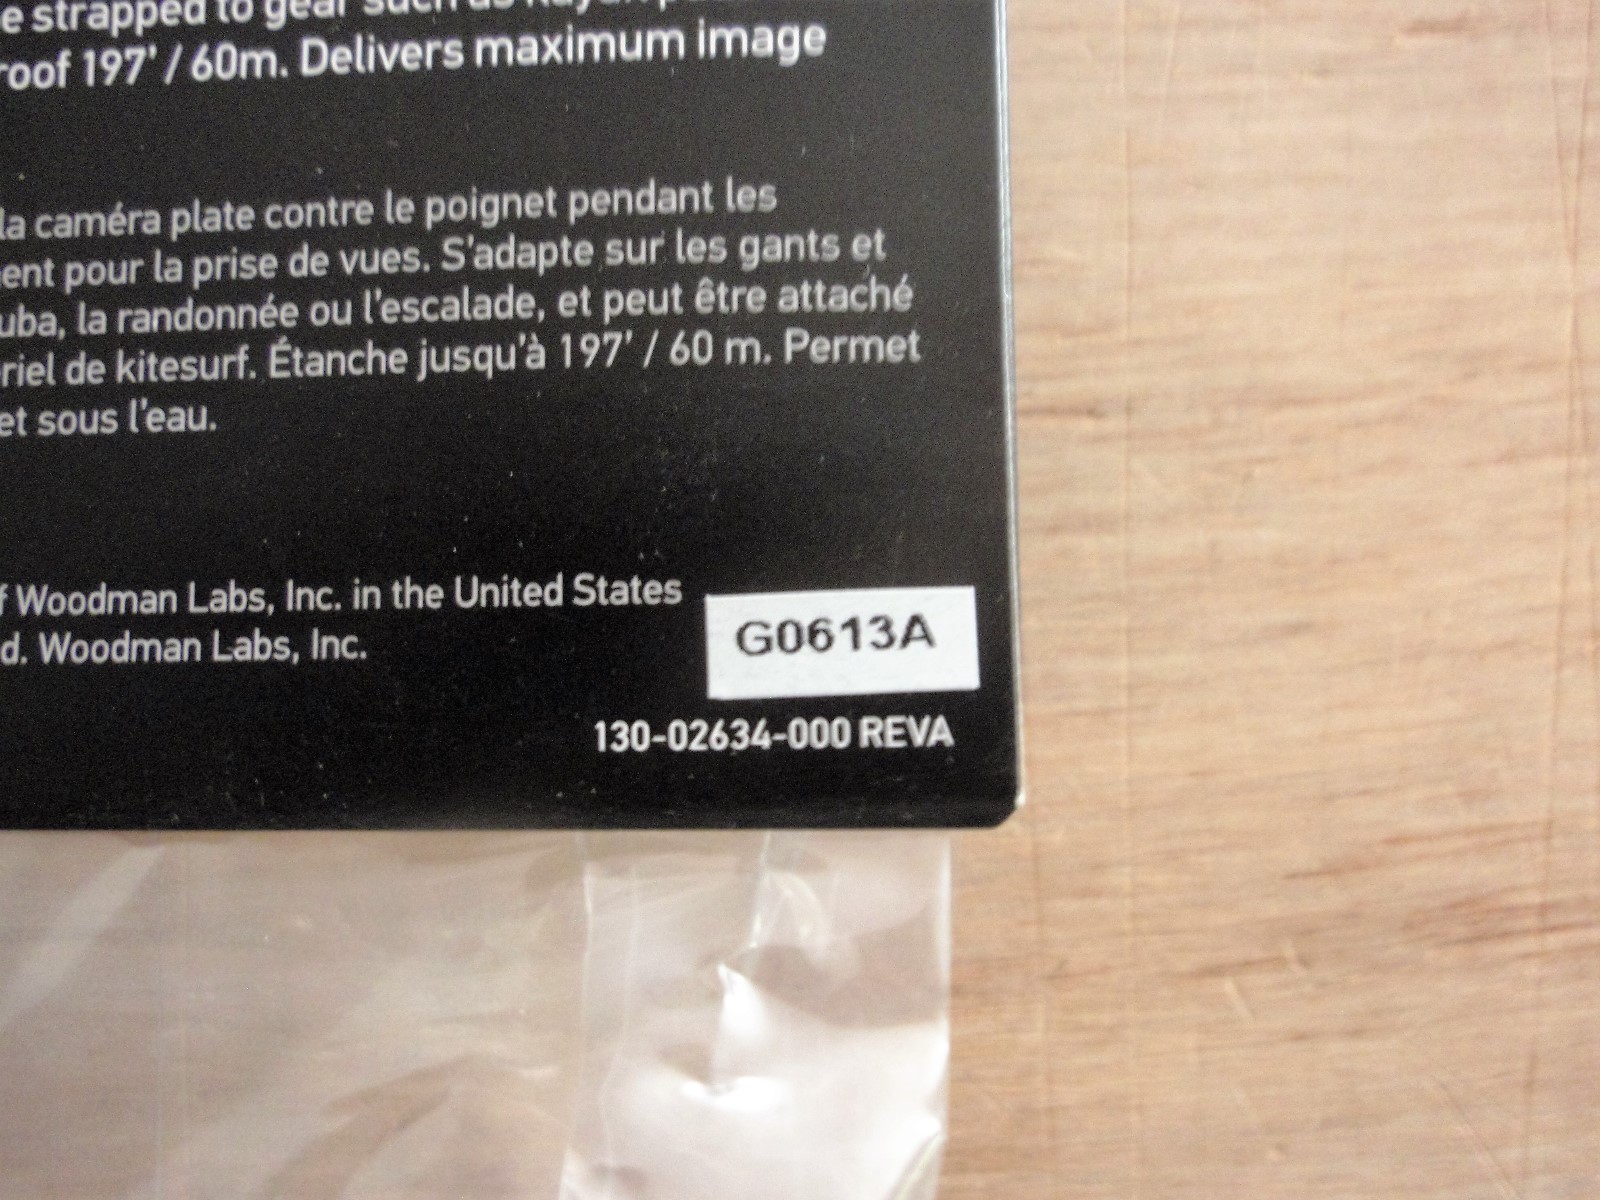 e strapped to gear such as
roof 197' / 60m. Delivers maximum image
la caméra plate contre le poignet pendant les
ent pour la prise de vues. S'adapte sur les gants et
uba, la randonnée ou l'escalade, et peut être attaché
riel de kitesurf. Étanche jusqu'à 197' / 60 m. Permet
et sous l'eau.
f Woodman Labs, Inc. in the United States
d. Woodman Labs, Inc.
G0613A
130-02634-000 REVA